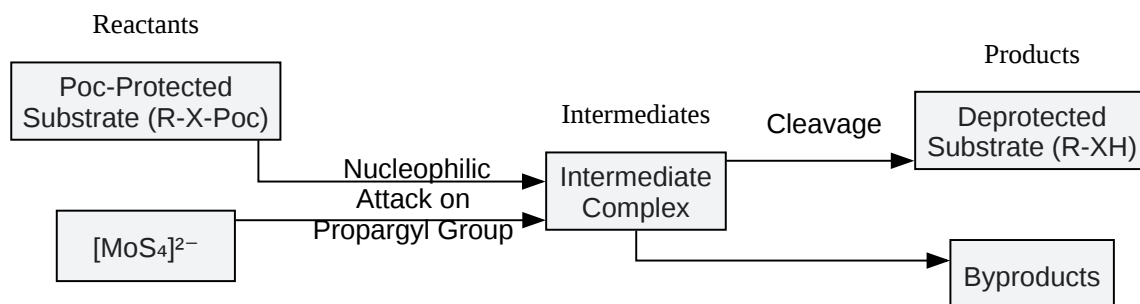 Reactants
Poc-Protected
Substrate (R-X-Poc)
[MoS₄]²⁻
Nucleophilic
Attack on
Propargyl Group
Intermediates
Intermediate
Complex
Cleavage
Products
Deprotected
Substrate (R-XH)
Byproducts